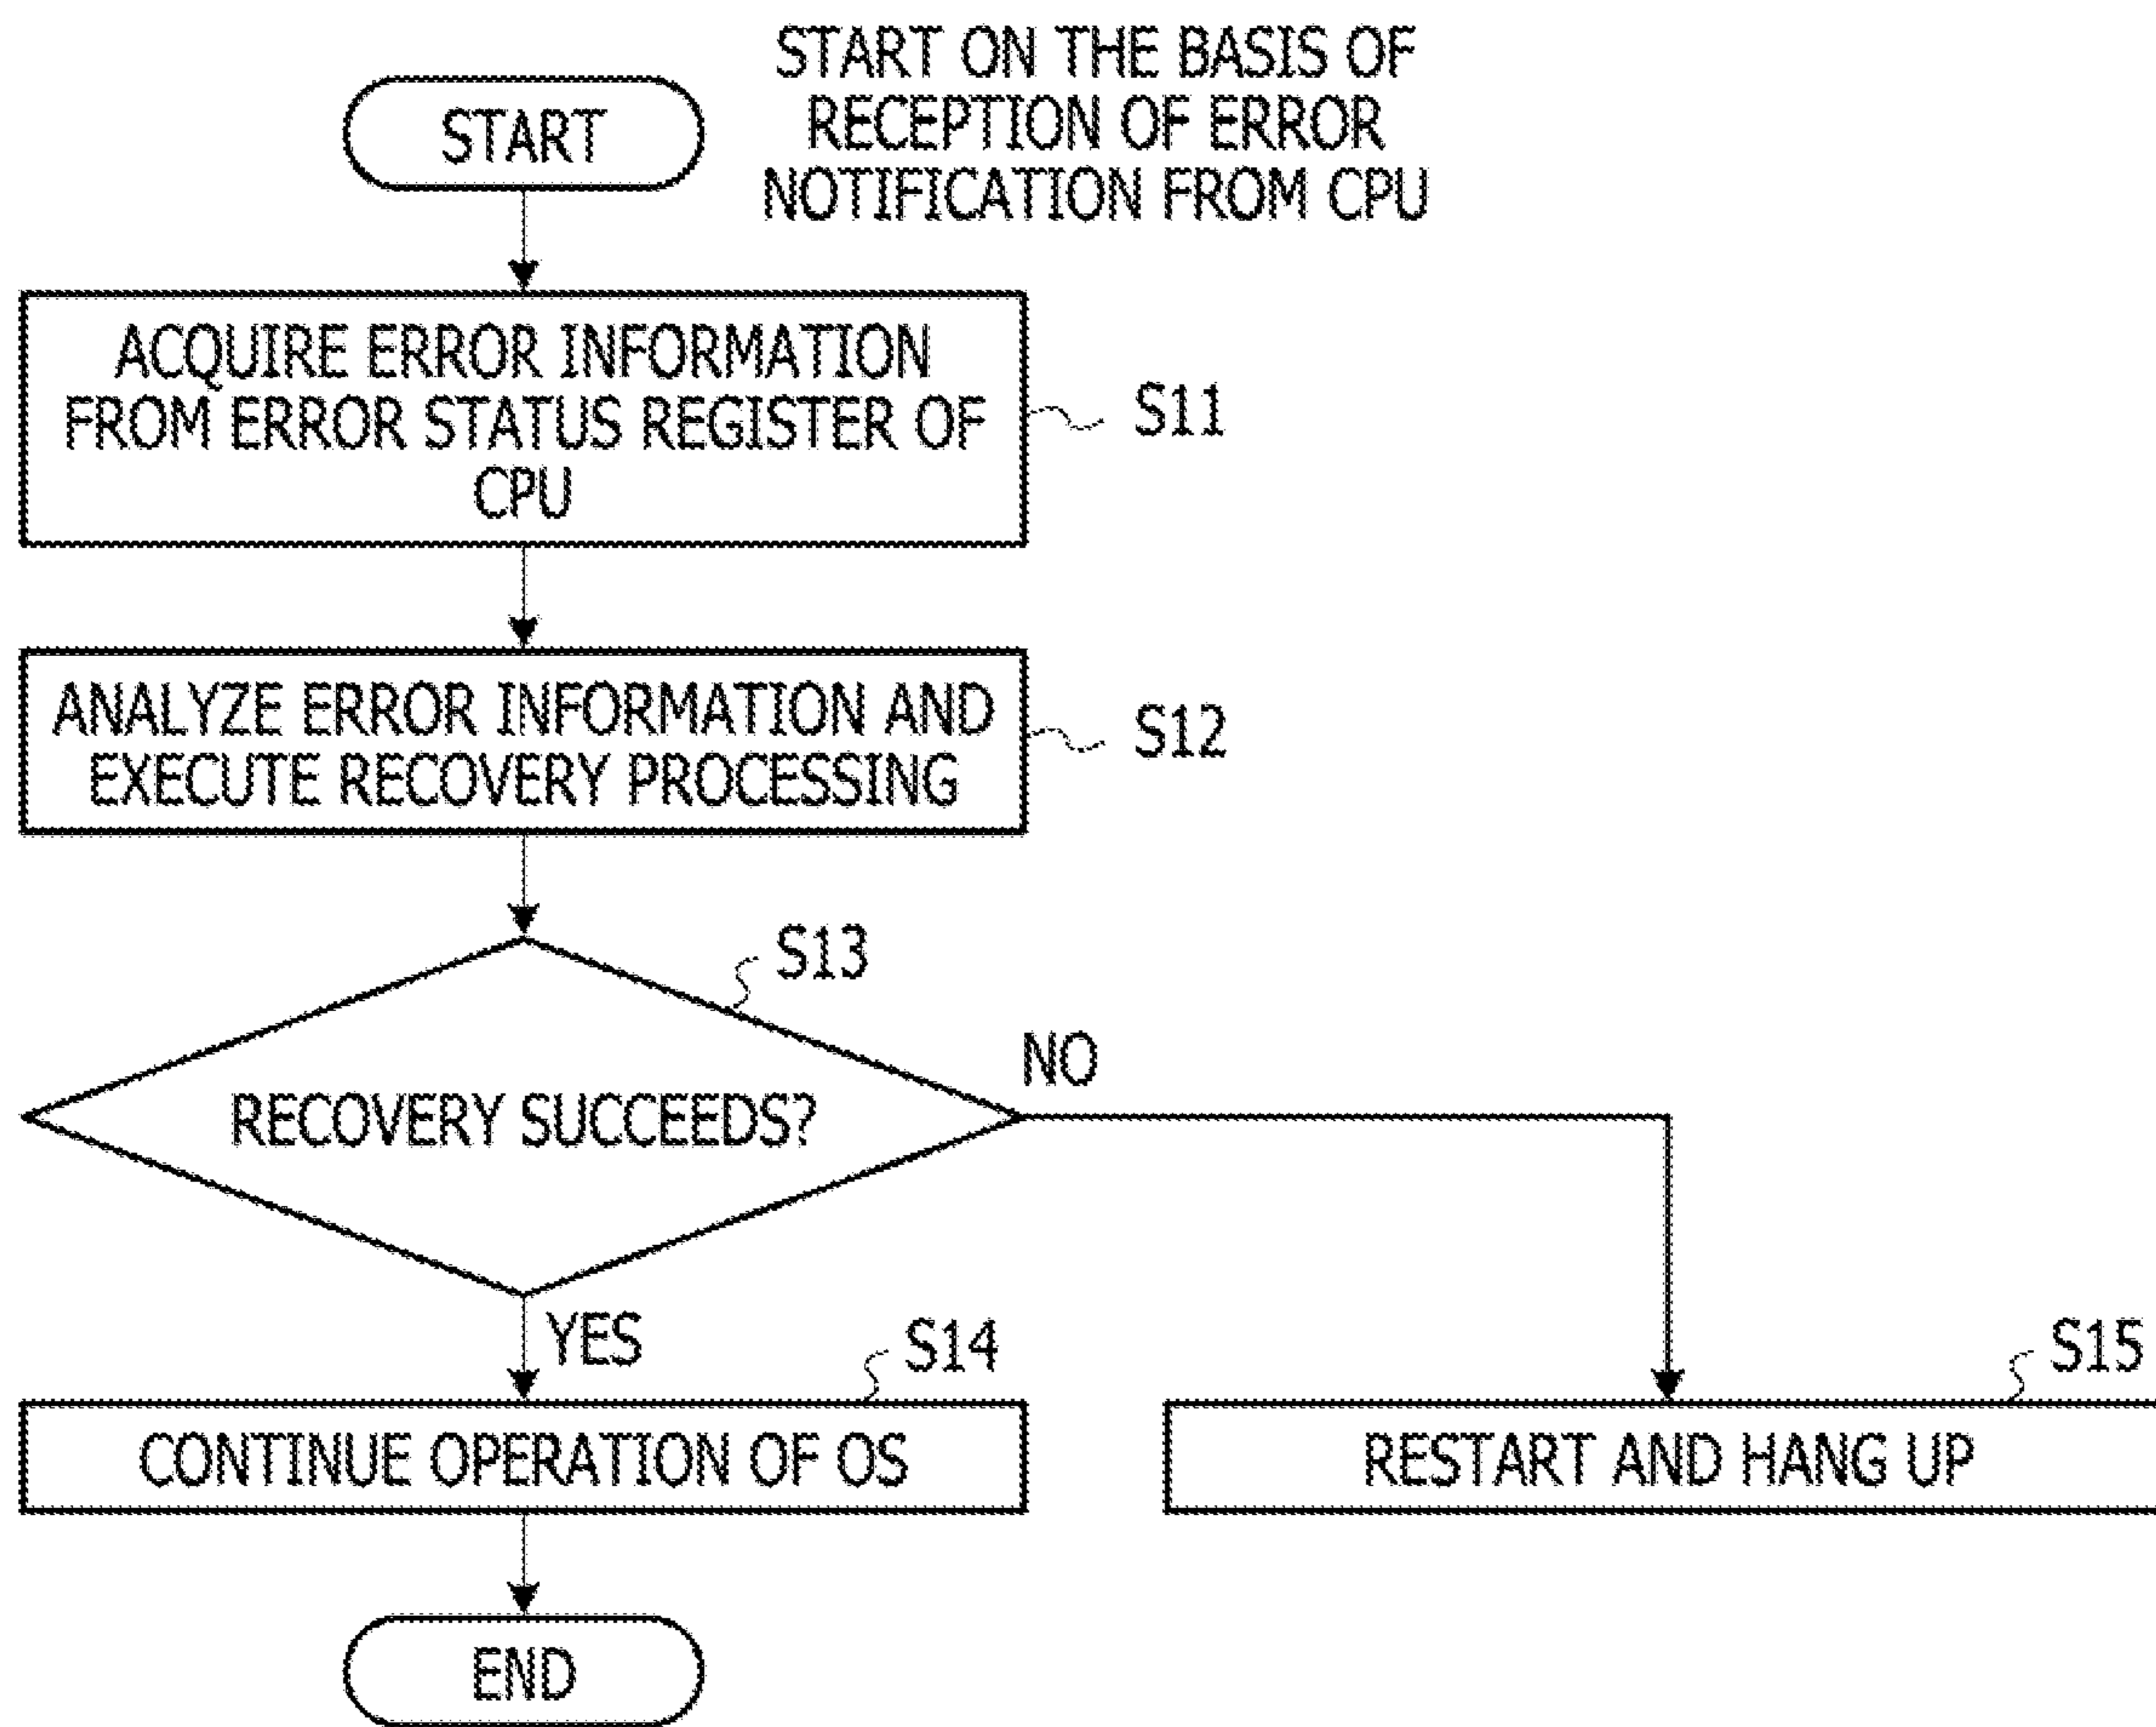 START ON THE BASIS OF
RECEPTION OF ERROR
NOTIFICATION FROM CPU
START
ACQUIRE ERROR INFORMATION
FROM ERROR STATUS REGISTER OF
CPU
S11
ANALYZE ERROR INFORMATION AND
EXECUTE RECOVERY PROCESSING
S12
S13
RECOVERY SUCCEEDS?
NO
YES
S14
CONTINUE OPERATION OF OS
S15
RESTART AND HANG UP
END